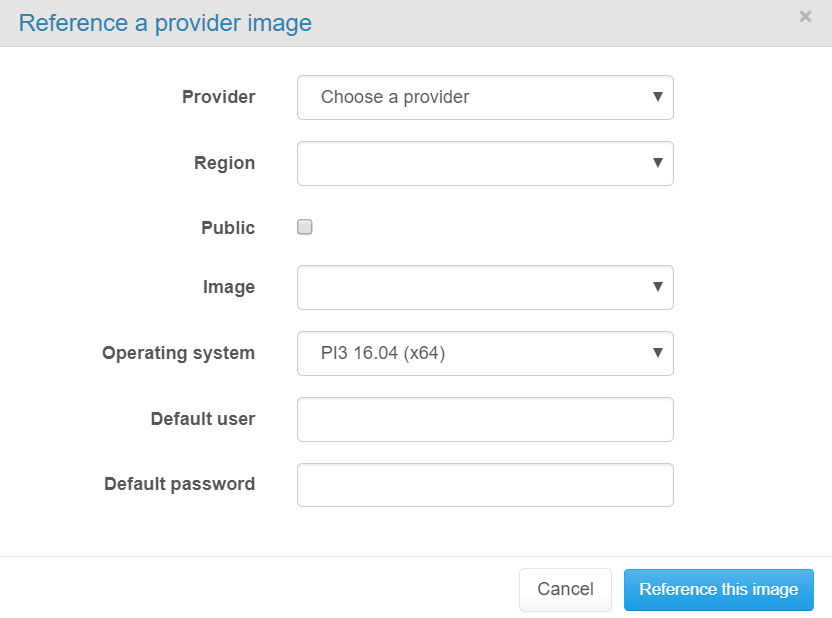 Reference a provider image ×
Provider Choose a provider ▼
Region ▼
Public
Image ▼
Operating system PI3 16.04 (x64) ▼
Default user
Default password
Cancel Reference this image